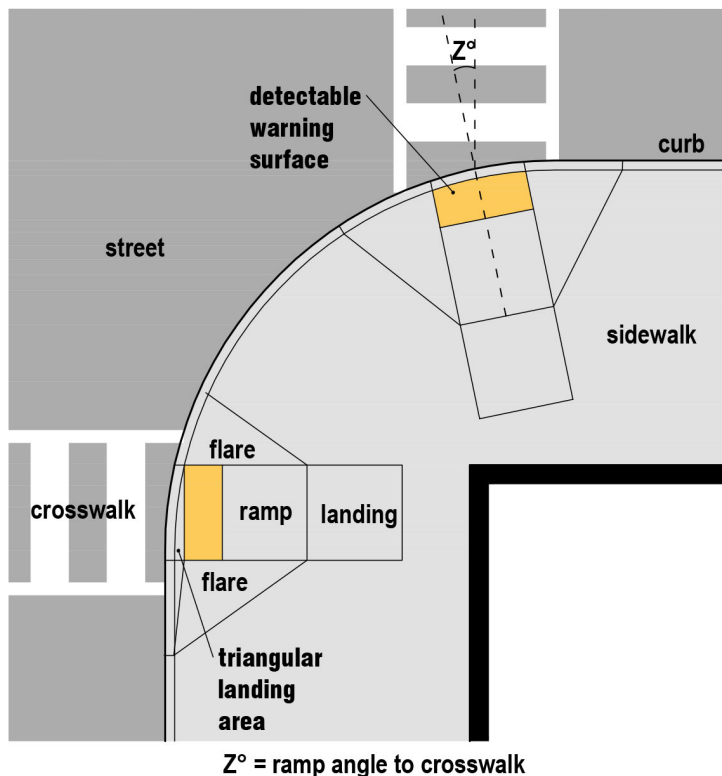 Z°
detectable
warning
surface
curb
street
sidewalk
flare
crosswalk
ramp
landing
flare
triangular
landing
area
Z° = ramp angle to crosswalk